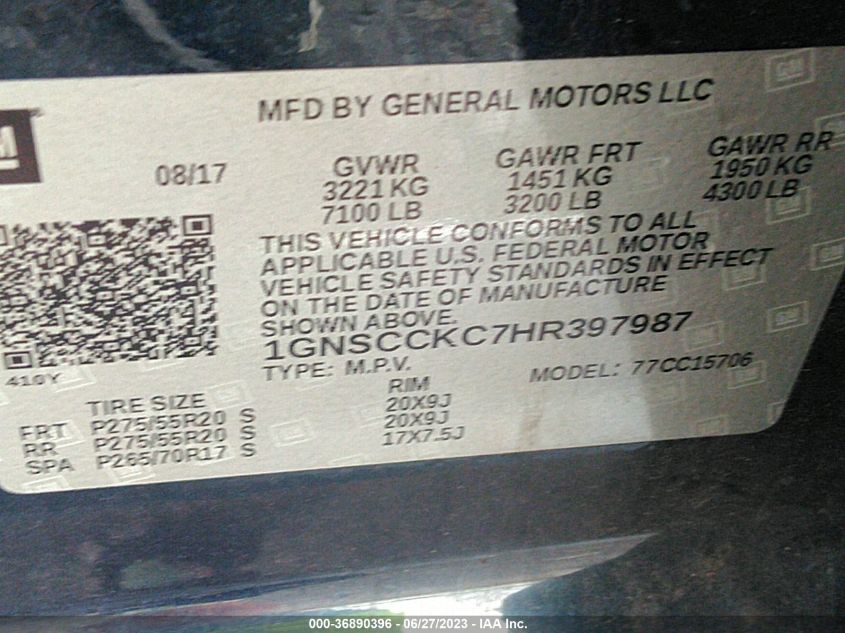 M
MFD BY GENERAL MOTORS LLC
08/17
GVWR
3221 KG
7100 LB
GAWR FRT
1451 KG
3200 LB
GAWR RR
1950 KG
4300 LB
THIS VEHICLE CONFORMS TO ALL
APPLICABLE U.S. FEDERAL MOTOR
VEHICLE SAFETY STANDARDS IN EFFECT
ON THE DATE OF MANUFACTURE
SHOWN ABOVE.
1GNSCCKC7HR397987
TYPE: M.P.V.
MODEL: 77CC15706
410Y
TIRE SIZE RIM
FRT P275/55R20 S 20X9J
RR P275/55R20 S 20X9J
SPA P265/70R17 S 17X7.5J
000-36890396 - 06/27/2023 - IAA Inc.